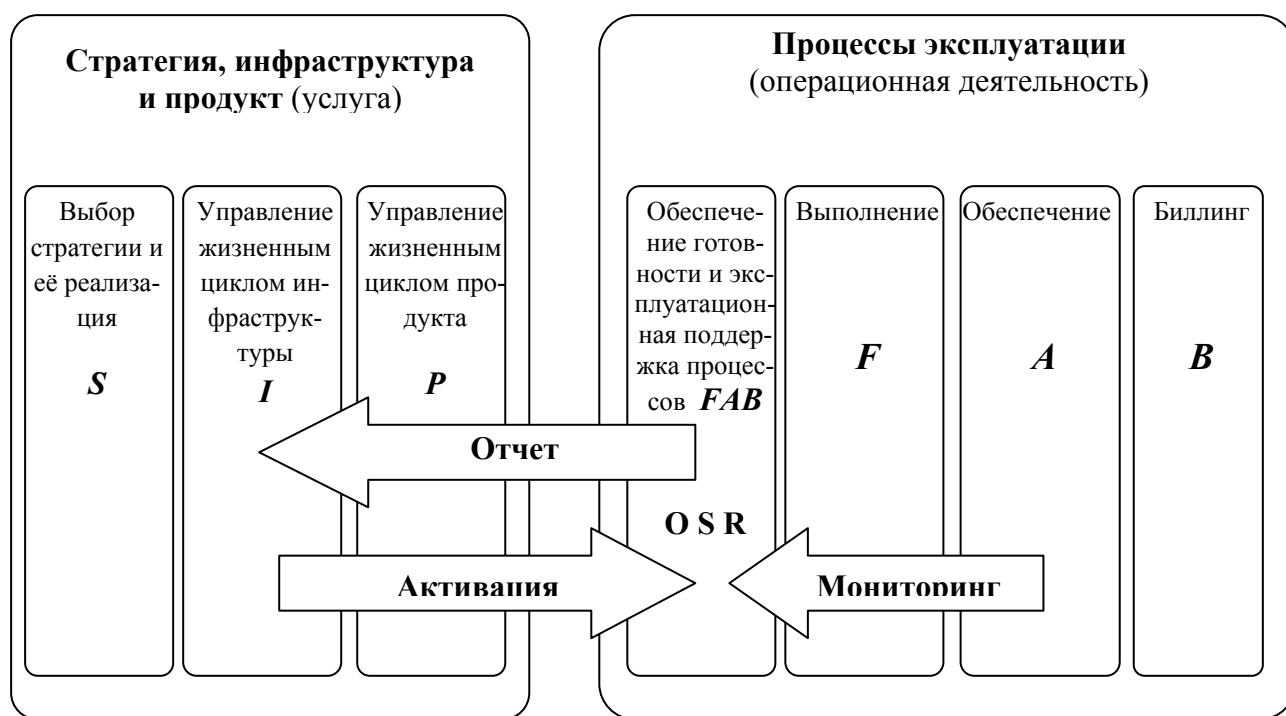 Стратегия, инфраструктура
и продукт (услуга)
Процессы эксплуатации
(операционная деятельность)
Выбор
стратегии и
её реализа-
ция
S
Управление
жизненным
циклом ин-
фраструк-
туры
I
Управление
жизненным
циклом про-
дукта
P
Обеспече-
ние готов-
ности и экс-
плуатацион-
ная поддер-
жка процес-
сов FAB
O S R
Выполнение
F
Обеспечение
A
Биллинг
B
Отчет
Активация
Мониторинг